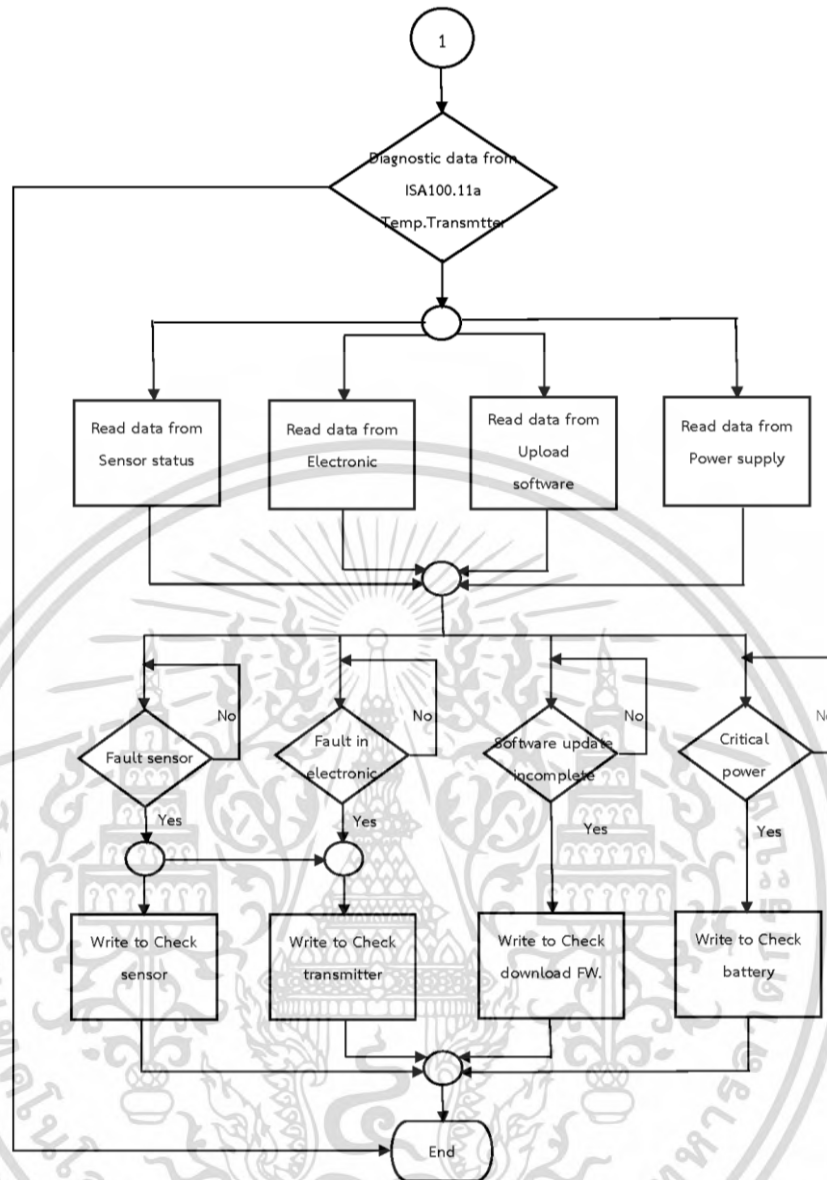 1
Diagnostic data from
ISA100.11a
Temp.Transmtter
Read data from
Sensor status
Read data from
Electronic
Read data from
Upload
software
Read data from
Power supply
No
No
No
Fault sensor
Fault in
electronic
Software update
incomplete
Critical
power
Yes
Yes
Yes
Yes
Write to Check
sensor
Write to Check
transmitter
Write to Check
download FW.
Write to Check
battery
End